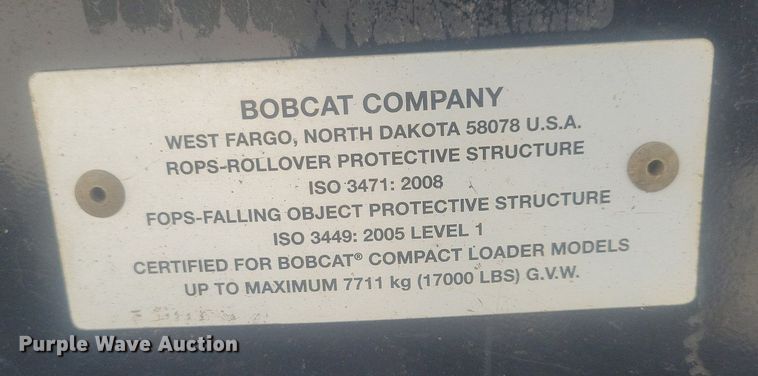 BOBCAT COMPANY
WEST FARGO, NORTH DAKOTA 58078 U.S.A.
ROPS-ROLLOVER PROTECTIVE STRUCTURE
ISO 3471: 2008
FOPS-FALLING OBJECT PROTECTIVE STRUCTURE
ISO 3449: 2005 LEVEL 1
CERTIFIED FOR BOBCAT® COMPACT LOADER MODELS
UP TO MAXIMUM 7711 kg (17000 LBS) G.V.W.
Purple Wave Auction